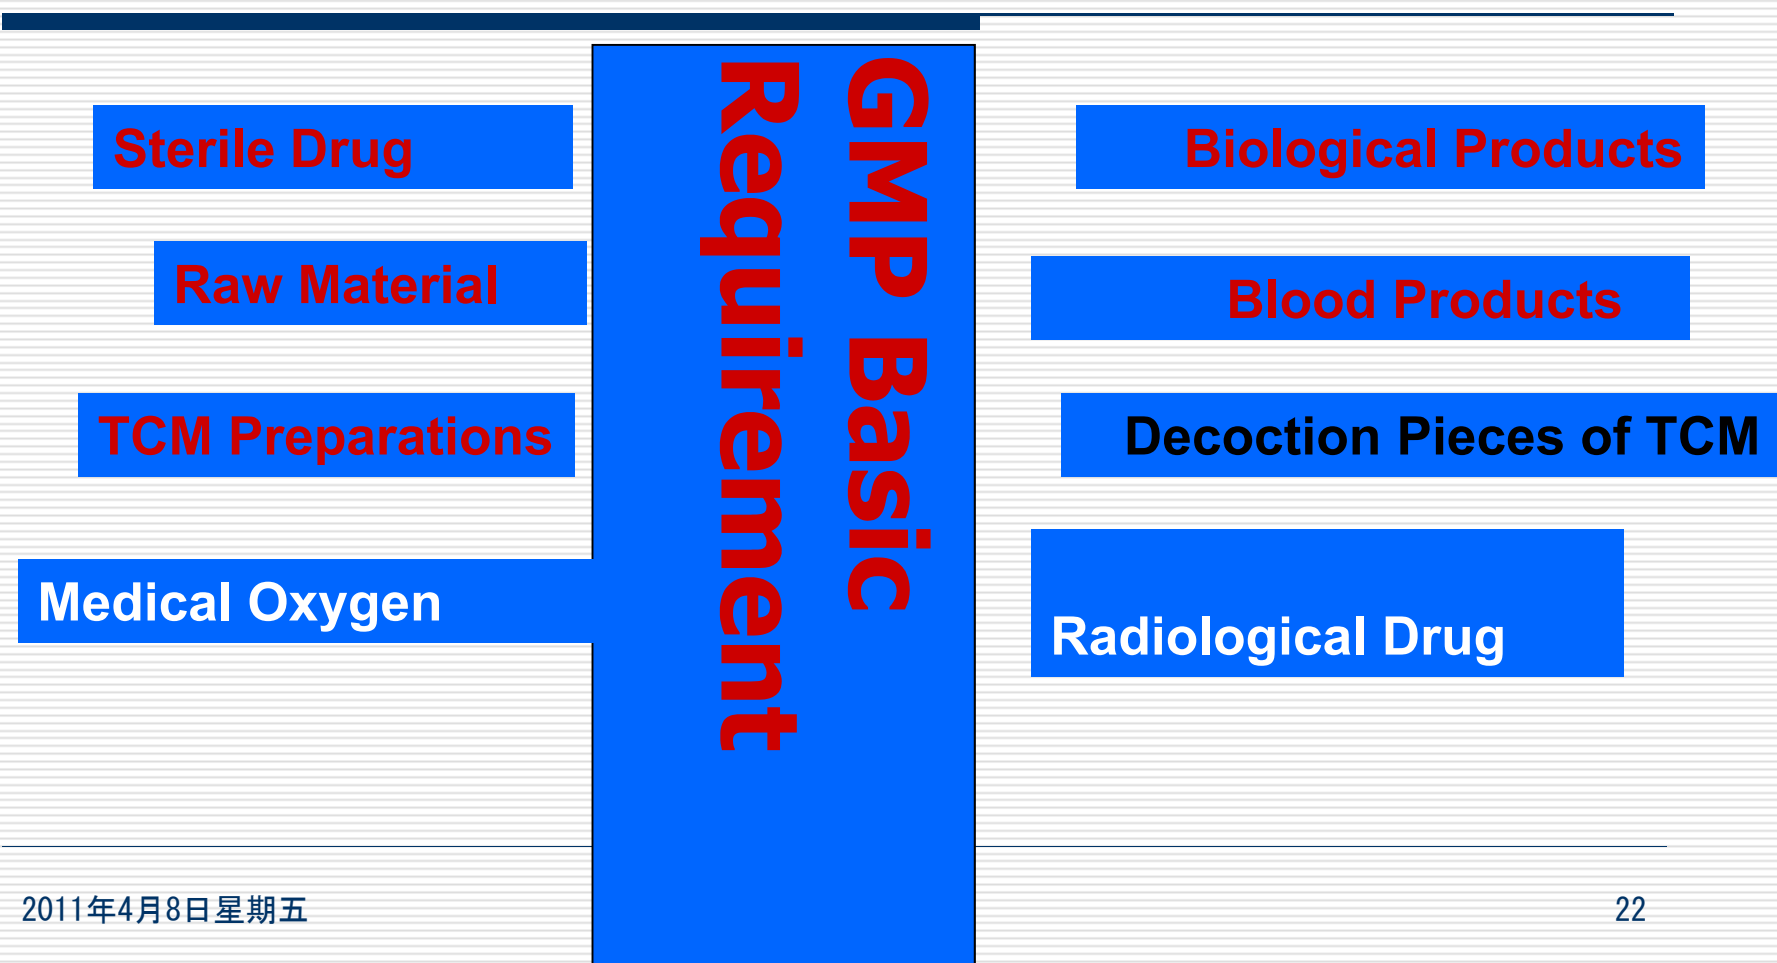 Sterile Drug
Raw Material
TCM Preparations
Medical Oxygen
GMP Basic
Requirement
Biological Products
Blood Products
Decoction Pieces of TCM
Radiological Drug
2011年4月8日星期五
22